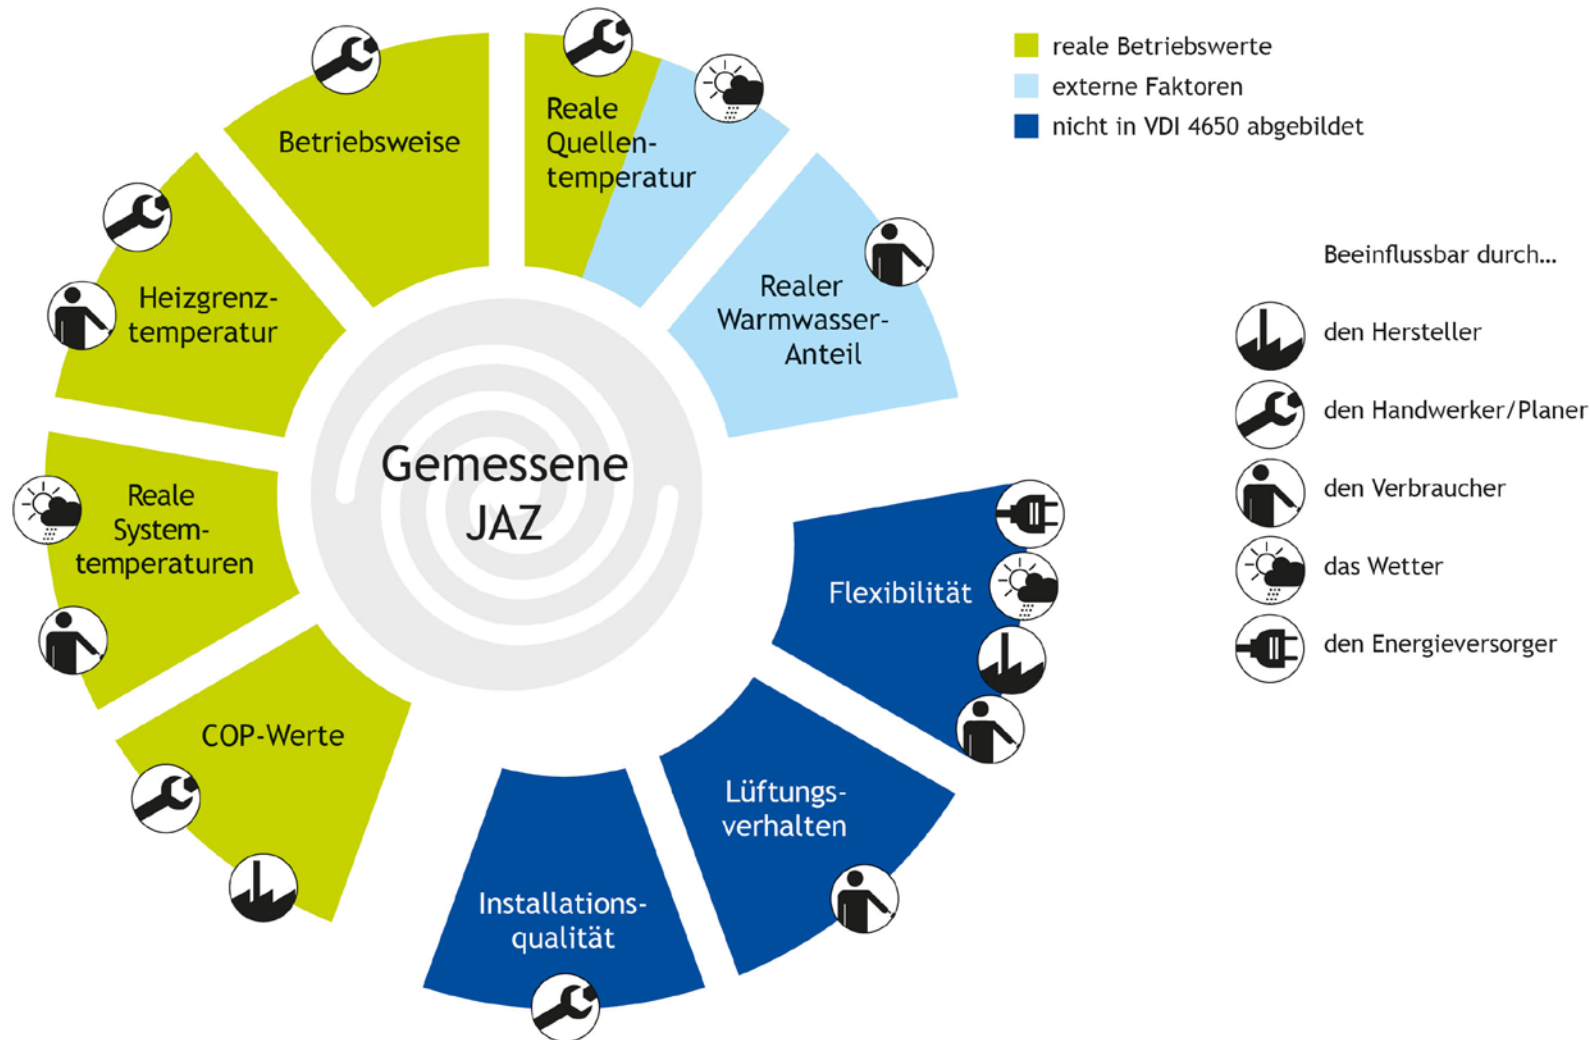 reale Betriebswerte
externe Faktoren
nicht in VDI 4650 abgebildet
Betriebsweise
Reale
Quellen-
temperatur
Realer
Warmwasser-
Anteil
Heizgrenz-
temperatur
Gemessene
JAZ
Reale
System-
temperaturen
Flexibilität
COP-Werte
Lüftungs-
verhalten
Installations-
qualität
Beeinflussbar durch...
den Hersteller
den Handwerker/Planer
den Verbraucher
das Wetter
den Energieversorger